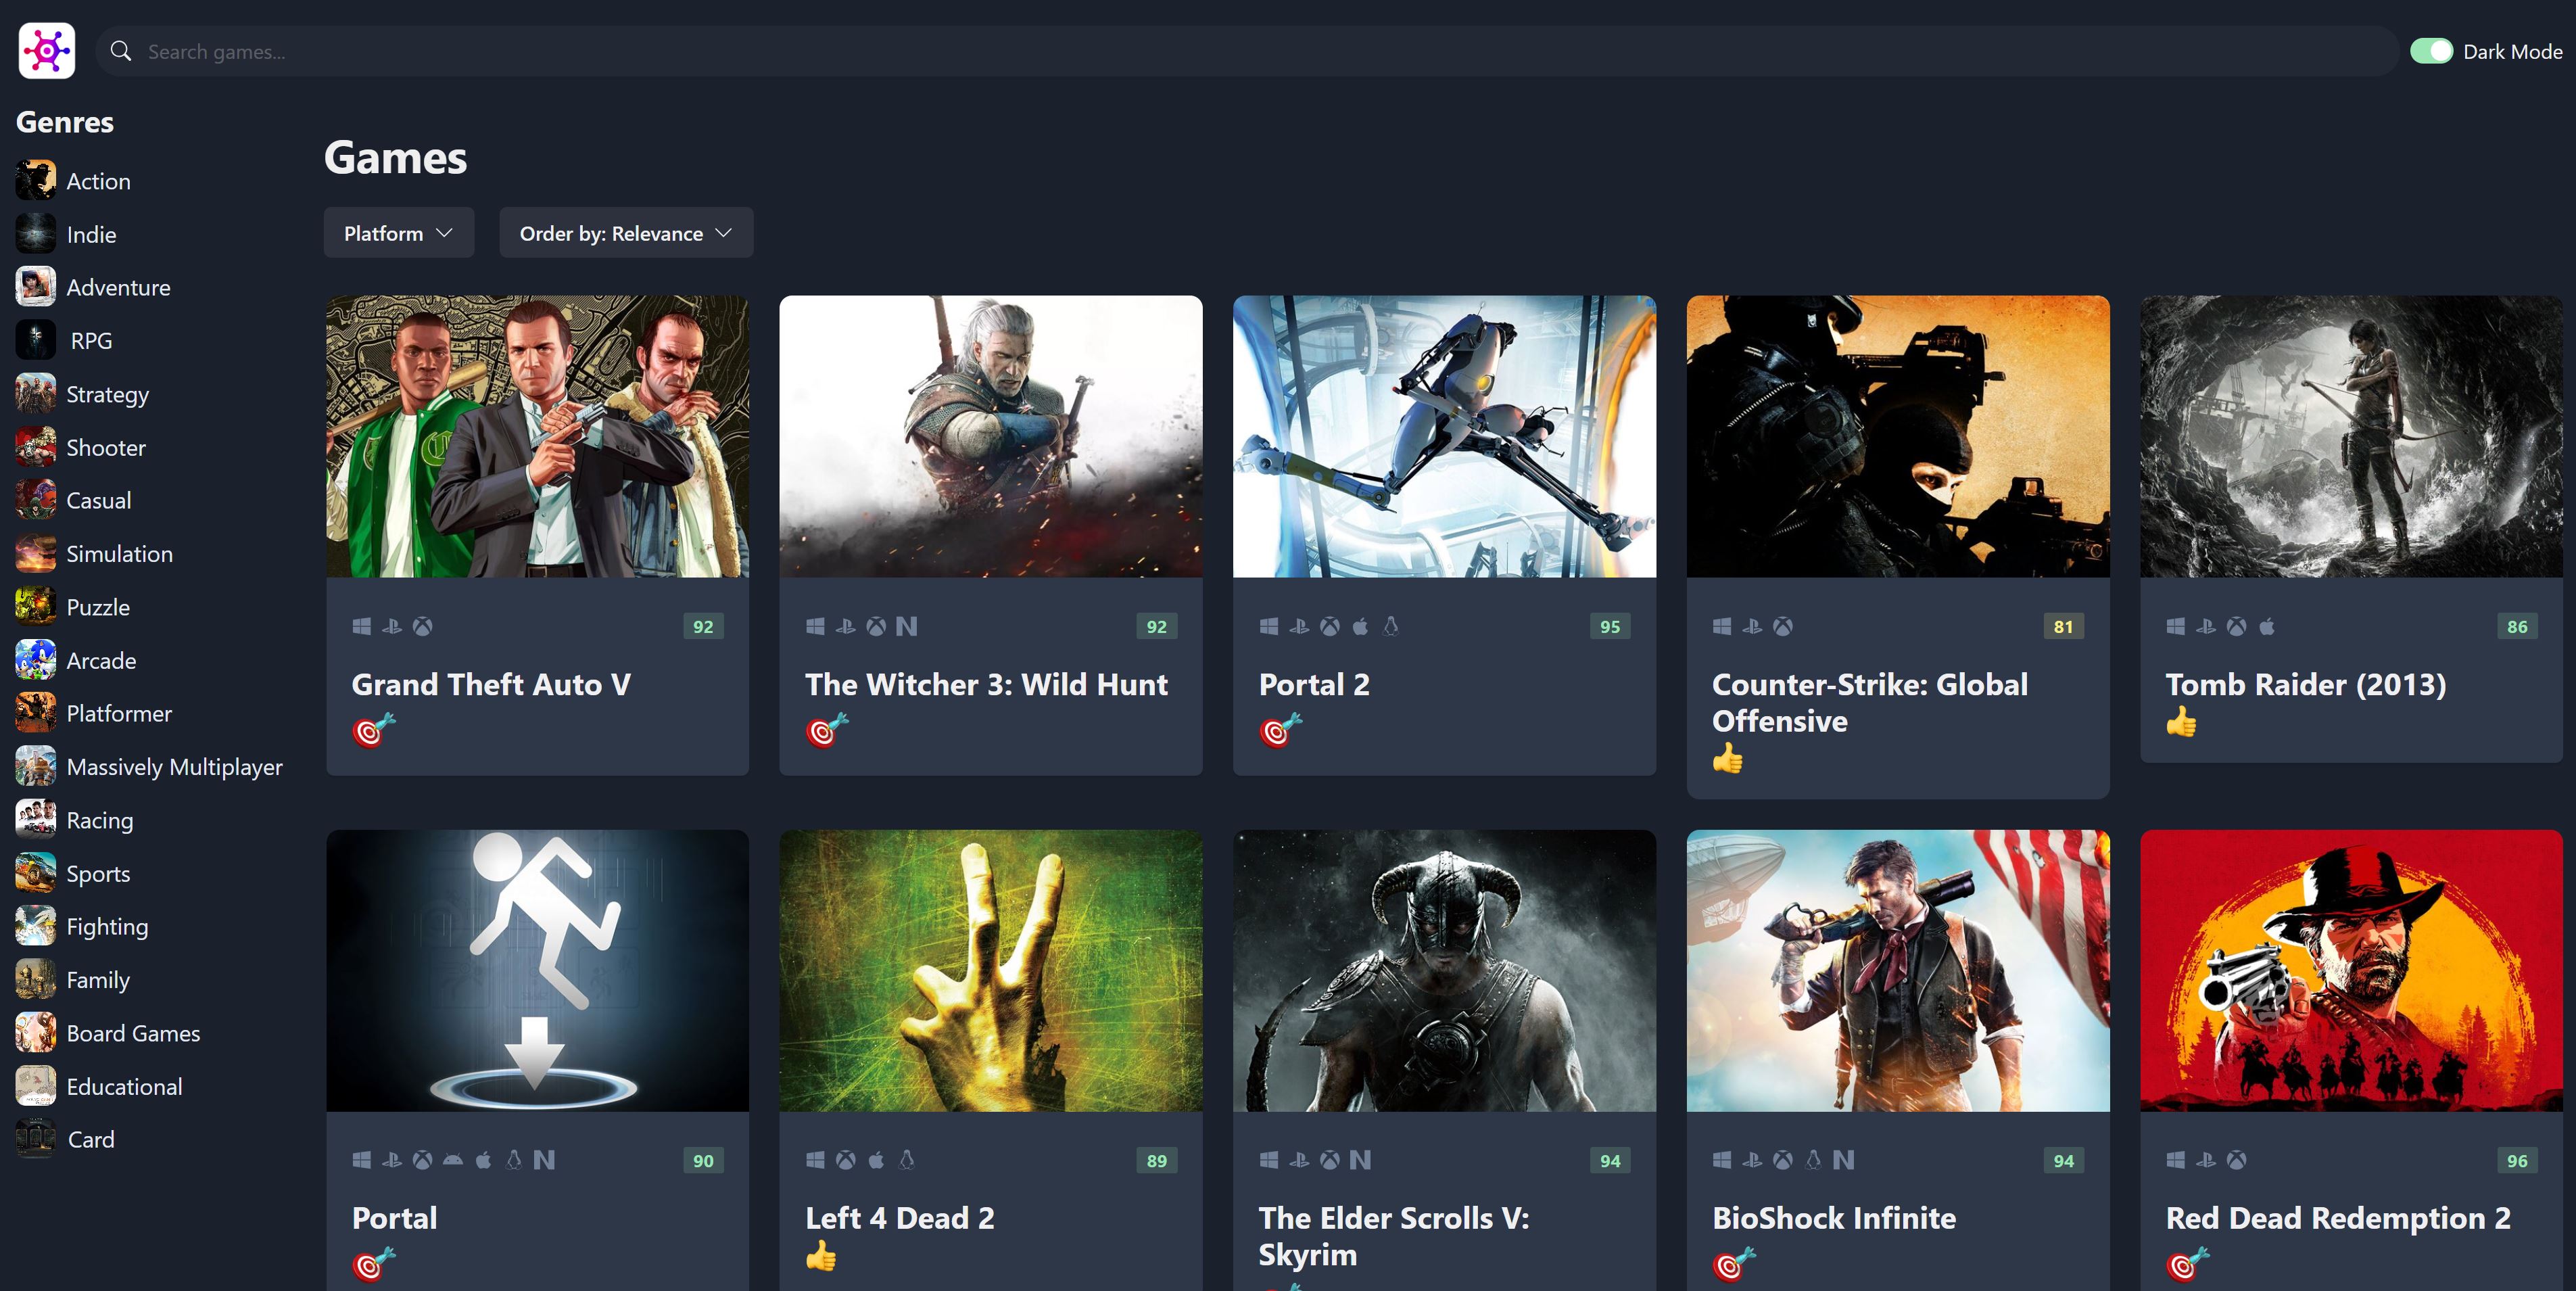 Search games...
Dark Mode
Genres
Action
Indie
Adventure
RPG
Strategy
Shooter
Casual
Simulation
Puzzle
Arcade
Platformer
Massively Multiplayer
Racing
Sports
Fighting
Family
Board Games
Educational
Card
Games
Platform
Order by: Relevance
92
Grand Theft Auto V
92
The Witcher 3: Wild Hunt
95
Portal 2
81
Counter-Strike: Global
Offensive
86
Tomb Raider (2013)
90
Portal
89
Left 4 Dead 2
94
The Elder Scrolls V:
Skyrim
94
BioShock Infinite
96
Red Dead Redemption 2